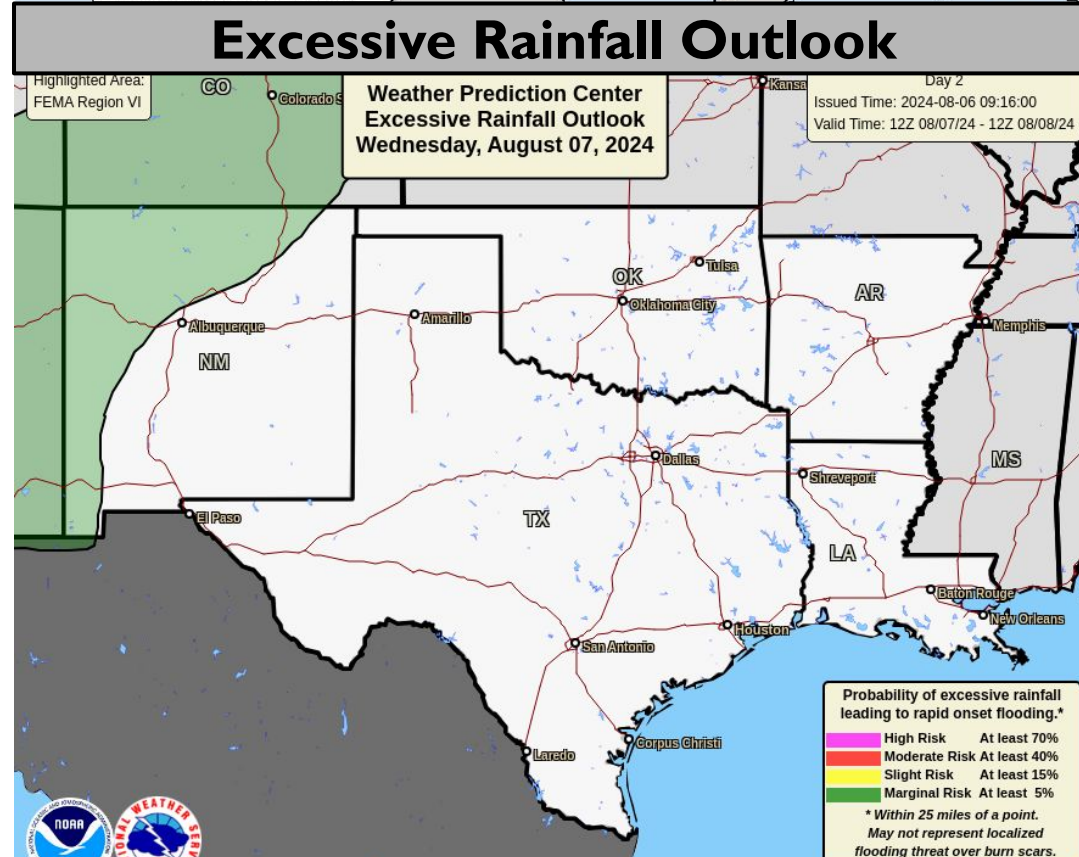 Excessive Rainfall Outlook
Highlighted Area:
FEMA Region VI
Weather Prediction Center
Excessive Rainfall Outlook
Wednesday, August 07, 2024
Day 2
Issued Time: 2024-08-06 09:16:00
Valid Time: 12Z 08/07/24 - 12Z 08/08/24
CO
Colorado S
Kansa
OK
Tulsa
Oklahoma City
AR
Amarillo
Albuquerque
Memphis
NM
Dallas
MS
Shreveport
El Paso
TX
LA
Baton Rouge
New Orleans
Houston
San Antonio
Laredo
Corpus Christi
Probability of excessive rainfall
leading to rapid onset flooding.*
High Risk At least 70%
Moderate Risk At least 40%
Slight Risk At least 15%
Marginal Risk At least 5%
* Within 25 miles of a point.
May not represent localized
flooding threat over burn scars.
NOAA
NAL WEATHER SERV